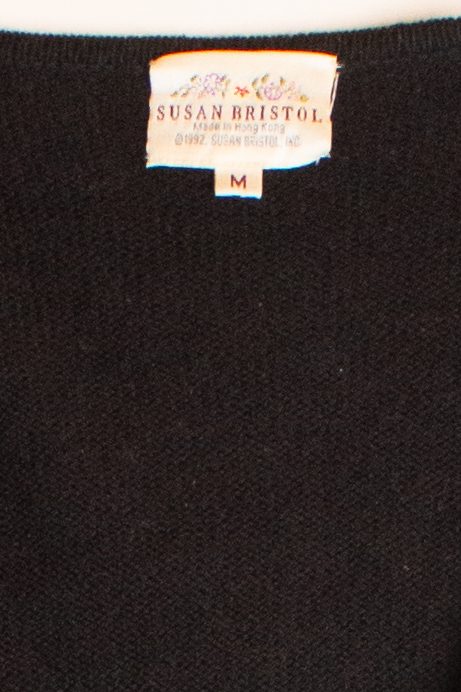 SUSAN BRISTOL
Made in Hong Kong
©1992, SUSAN BRISTOL, INC.
M